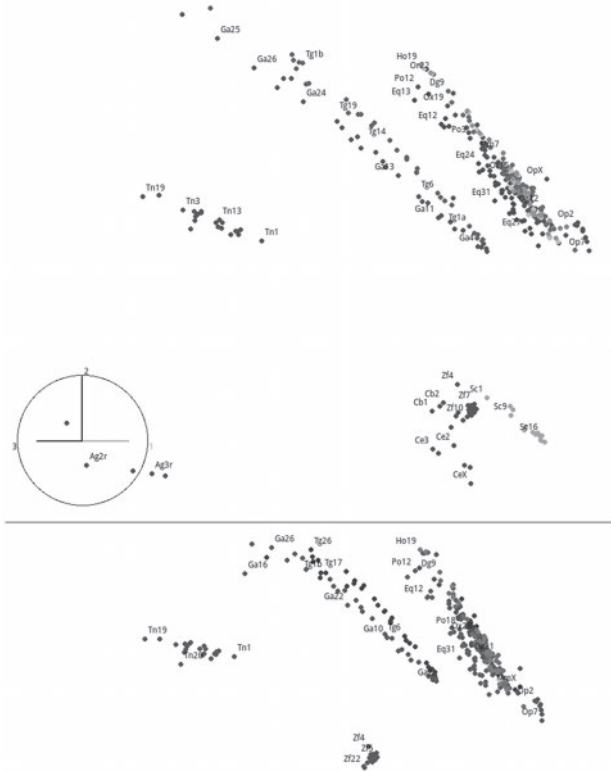 Ga25
Ga26
Tg1b
Ga24
Tg19
Tg14
Tg6
Ga11
Tg1a
Ho19
Po12
Dg9
Eq13
Ox19
Eq12
Eq24
OpX
Eq31
Op2
Op7
Tn19
Tn3
Tn13
Tn1
2
3
1
Ag2r
Ag3r
Zf4
Sc1
Cb2
Zf7
Cb1
Zf10
Sc9
Sc16
Ce3
Ce2
CeX
Ga26
Tg26
Ga16
Tg1b
Tg17
Ga22
Ga10
Tg6
Ho19
Po12
Dg9
Eq12
Po18
Eq31
Op2
Op7
Tn19
Tn1
Zf4
Zf22